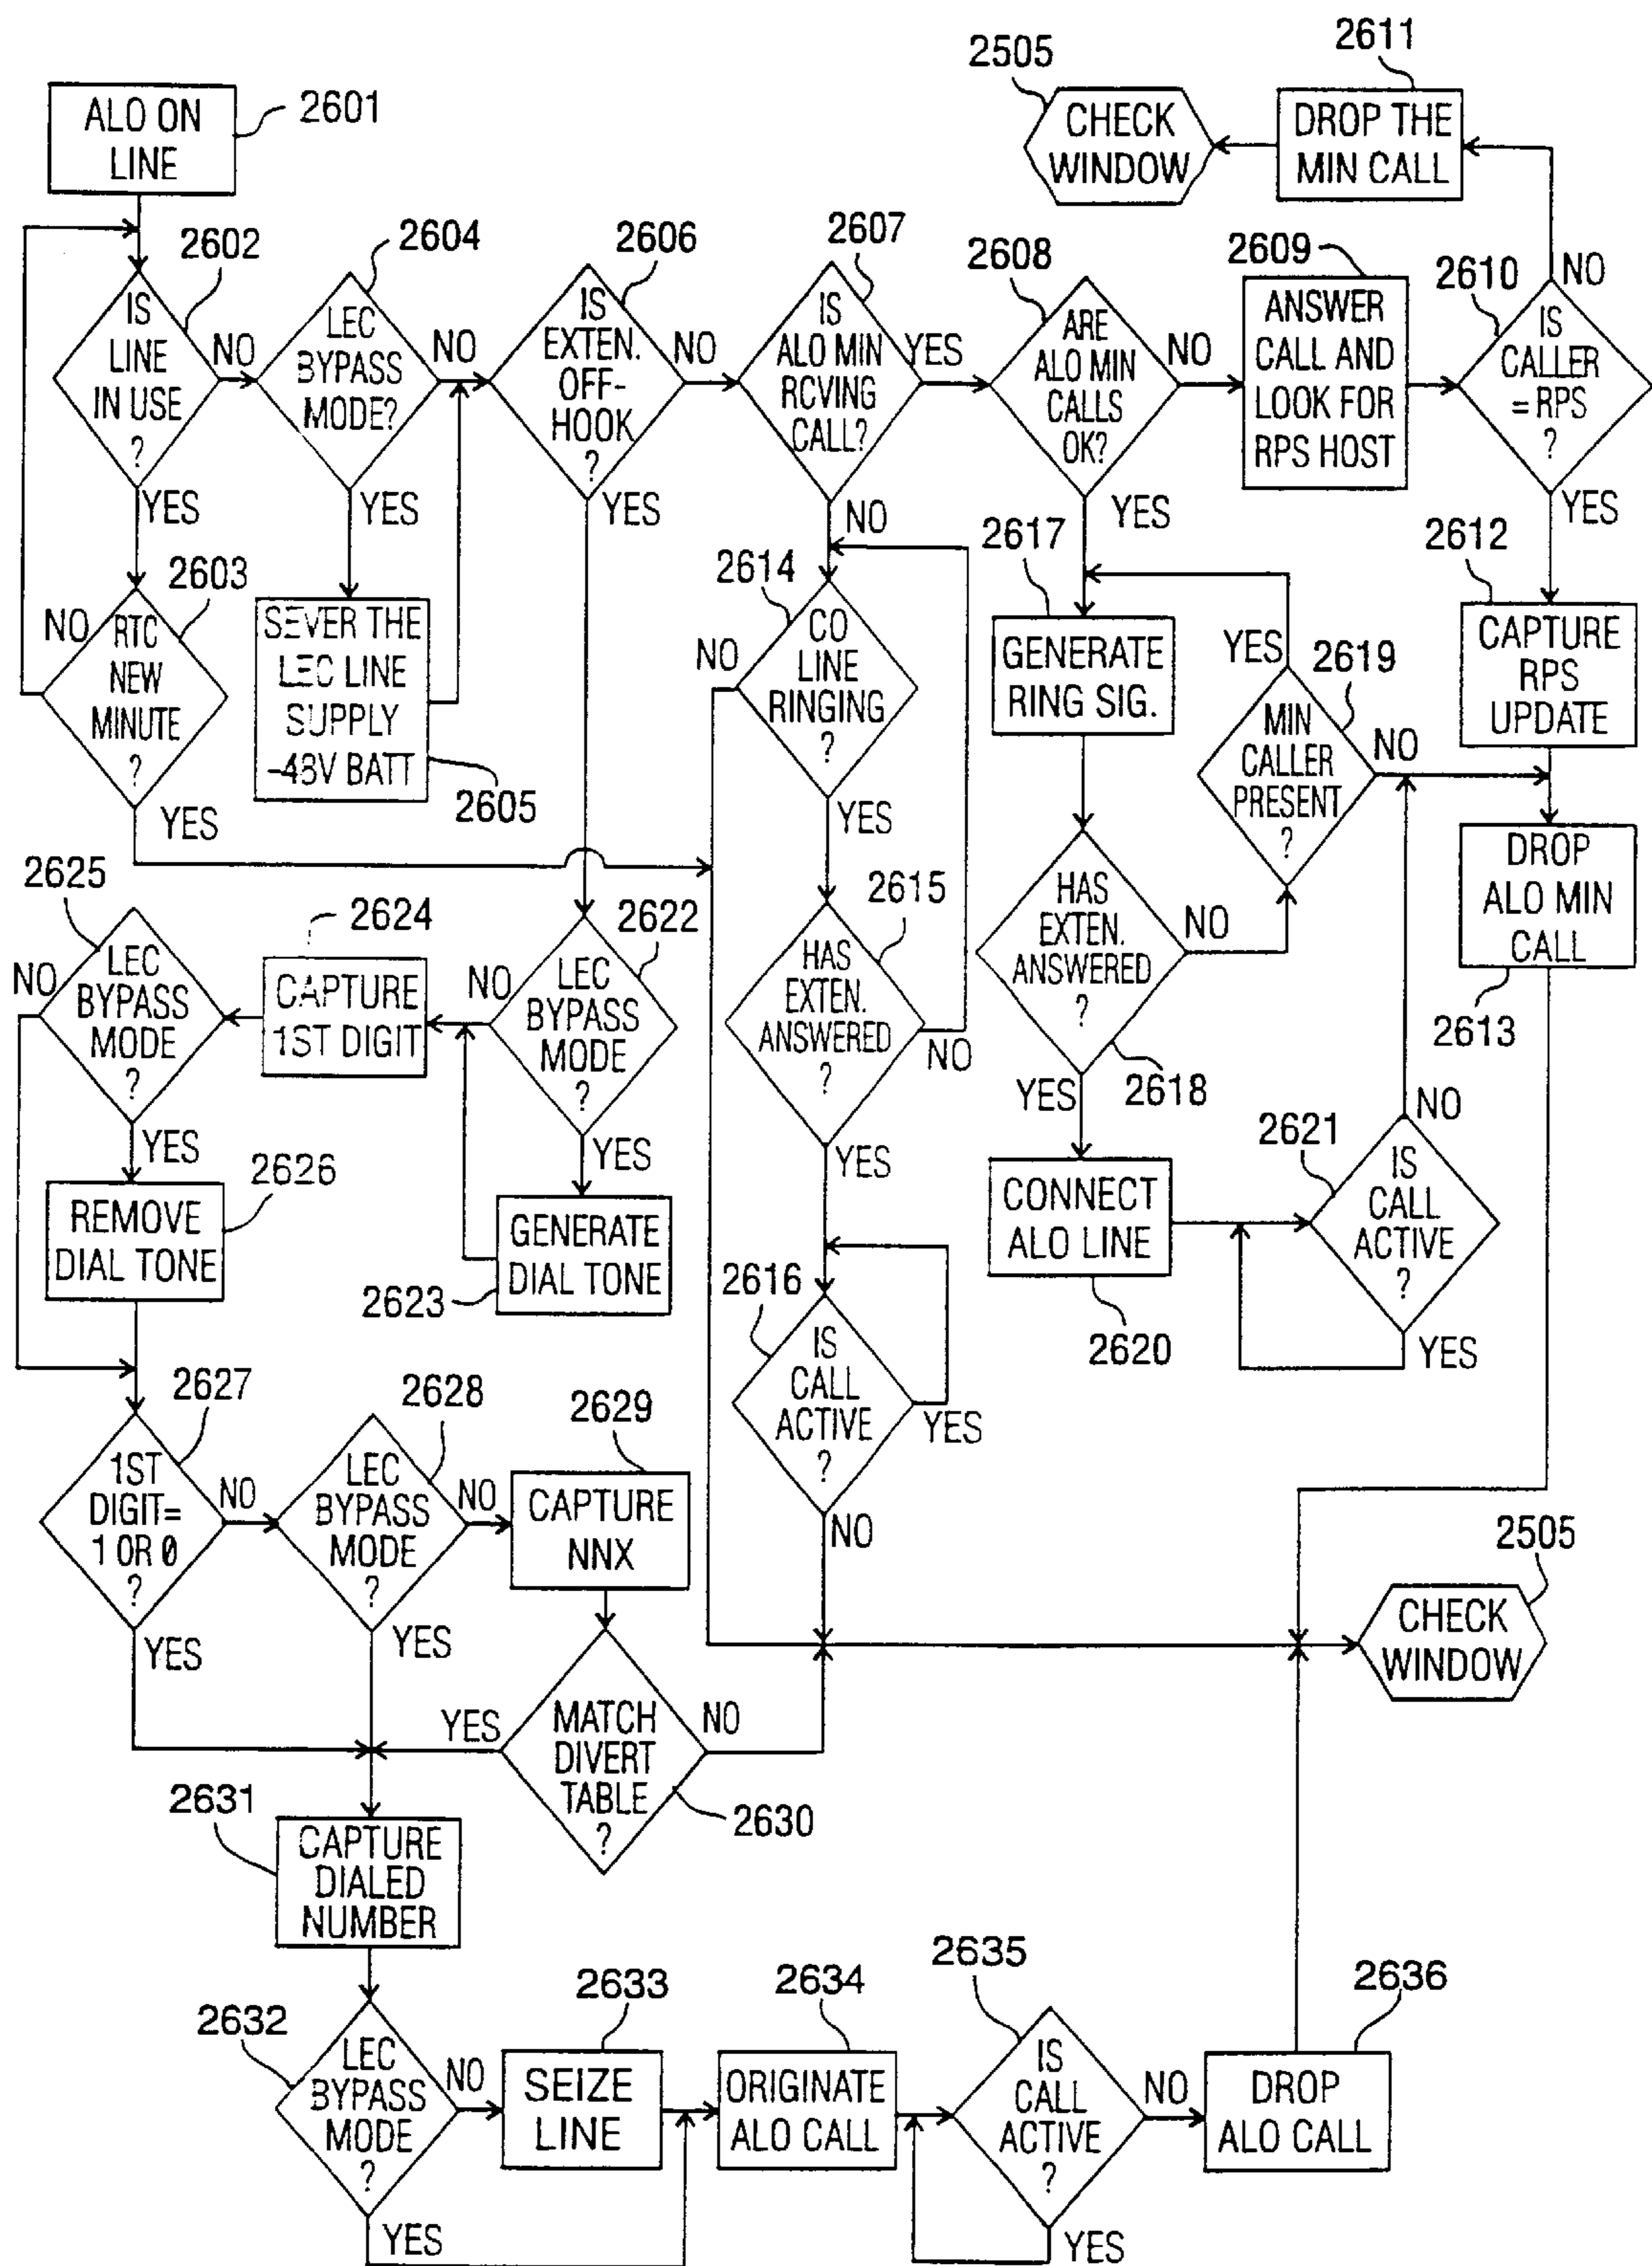 2611
2505
CHECK
WINDOW
DROP THE
MIN CALL
ALO ON
LINE
2601
2602
IS
LINE
IN USE
?
NO
YES
2604
LEC
BYPASS
MODE?
NO
YES
2606
IS
EXTEN.
OFF-
HOOK
?
NO
YES
2607
IS
ALO MIN
RCVING
CALL?
YES
NO
2608
ARE
ALO MIN
CALLS
OK?
NO
YES
2609
ANSWER
CALL AND
LOOK FOR
RPS HOST
2610
NO
IS
CALLER
= RPS
?
YES
2603
NO
RTC
NEW
MINUTE
?
YES
SEVER THE
LEC LINE
SUPPLY
-48V BATT
2605
2614
NO
CO
LINE
RINGING
?
YES
2617
GENERATE
RING SIG.
YES
2619
MIN
CALLER
PRESENT
?
NO
2612
CAPTURE
RPS
UPDATE
DROP
ALO MIN
CALL
2613
2625
NO
LEC
BYPASS
MODE
?
YES
2624
CAPTURE
1ST DIGIT
2622
NO
LEC
BYPASS
MODE
?
YES
2615
HAS
EXTEN.
ANSWERED
?
NO
YES
HAS
EXTEN.
ANSWERED
?
NO
YES
2618
2626
REMOVE
DIAL TONE
GENERATE
DIAL TONE
2623
2616
IS
CALL
ACTIVE
?
YES
NO
CONNECT
ALO LINE
2620
2621
NO
IS
CALL
ACTIVE
?
YES
2627
1ST
DIGIT=
1 OR 0
?
NO
YES
2628
LEC
BYPASS
MODE
?
NO
YES
2629
CAPTURE
NNX
2505
CHECK
WINDOW
YES
MATCH
DIVERT
TABLE
?
NO
2630
2631
CAPTURE
DIALED
NUMBER
2632
LEC
BYPASS
MODE
?
NO
YES
2633
SEIZE
LINE
2634
ORIGINATE
ALO CALL
2635
IS
CALL
ACTIVE
?
NO
YES
2636
DROP
ALO CALL